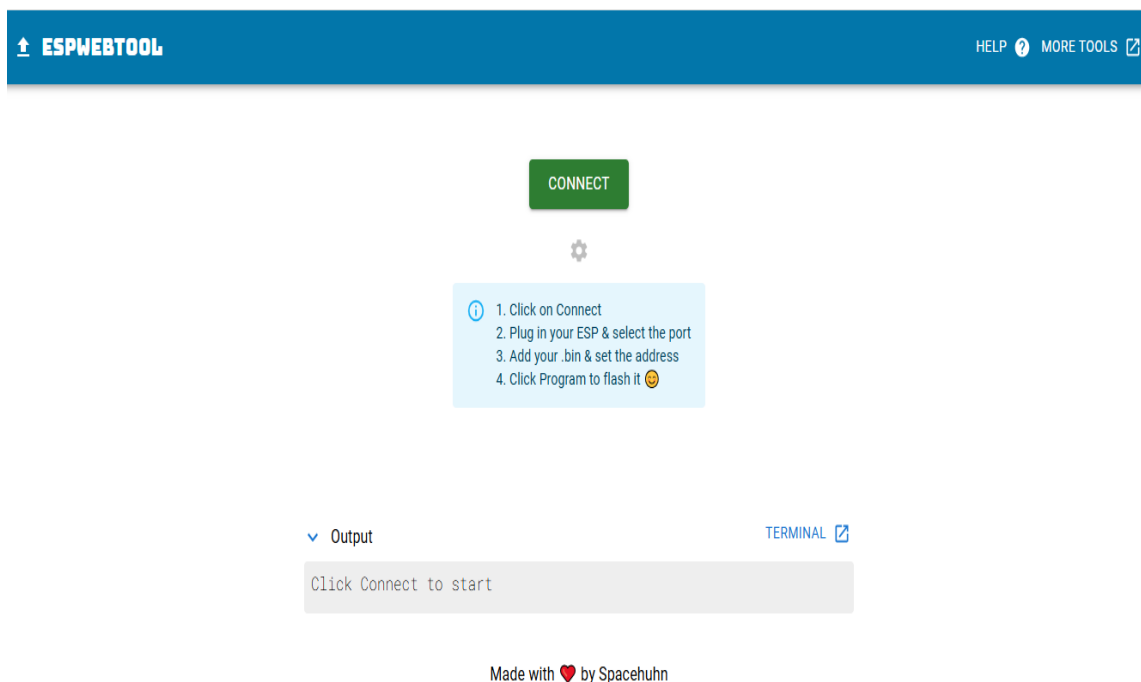 ESPWEBTOOL
HELP ? MORE TOOLS
CONNECT
1. Click on Connect
2. Plug in your ESP & select the port
3. Add your .bin & set the address
4. Click Program to flash it 😊
Output
TERMINAL
Click Connect to start
Made with ❤️ by Spacehuhn